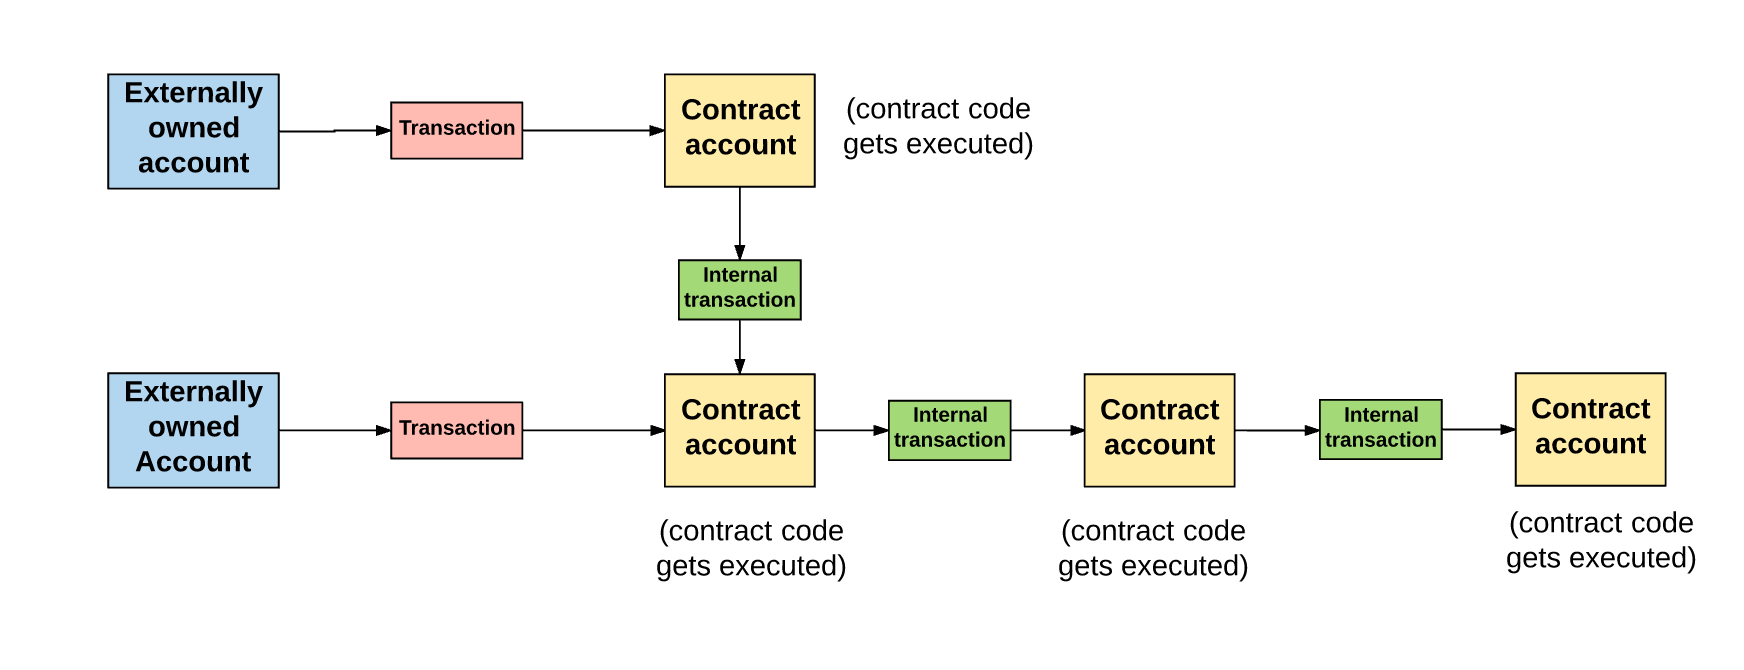 Externally
owned
account
Transaction
Contract
account
(contract code
gets executed)
Internal
transaction
Externally
owned
Account
Transaction
Contract
account
Internal
transaction
Contract
account
Internal
transaction
Contract
account
(contract code
gets executed)
(contract code
gets executed)
(contract code
gets executed)